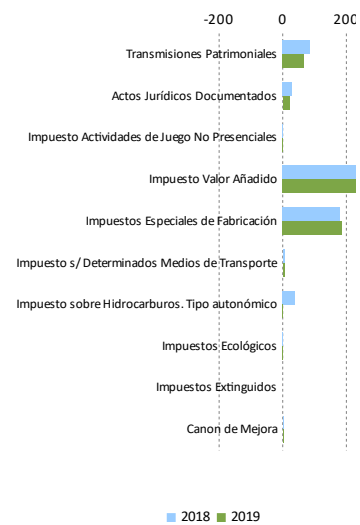 -200 0 200
Transmisiones Patrimoniales
Actos Jurídicos Documentados
Impuesto Actividades de Juego No Presenciales
Impuesto Valor Añadido
Impuestos Especiales de Fabricación
Impuesto s/ Determinados Medios de Transporte
Impuesto sobre Hidrocarburos. Tipo autonómico
Impuestos Ecológicos
Impuestos Extinguidos
Canon de Mejora
2018 2019